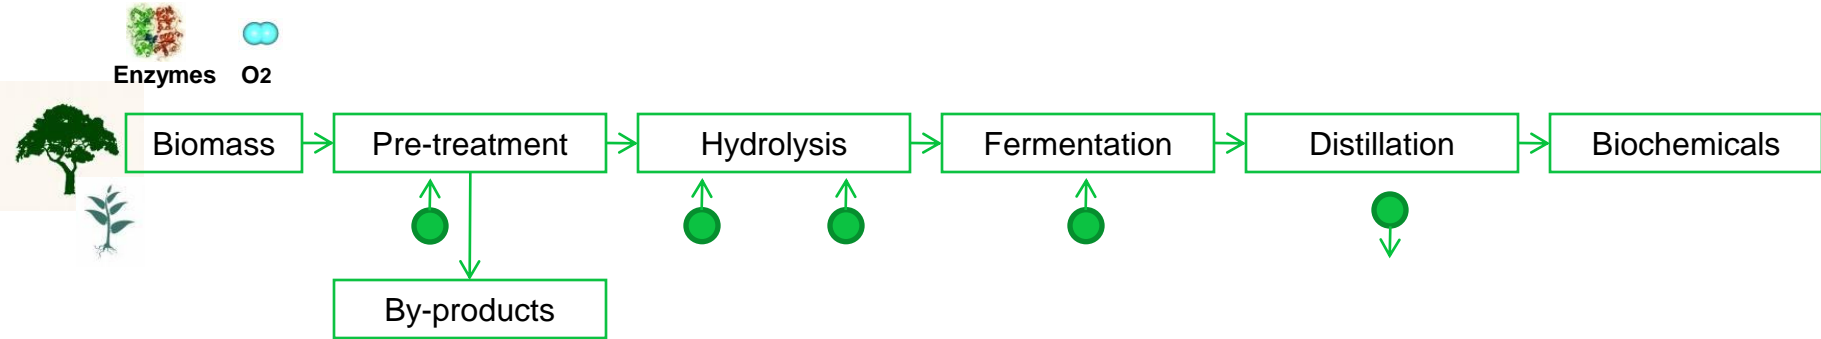 Enzymes O2
Biomass Pre-treatment Hydrolysis Fermentation Distillation Biochemicals
By-products